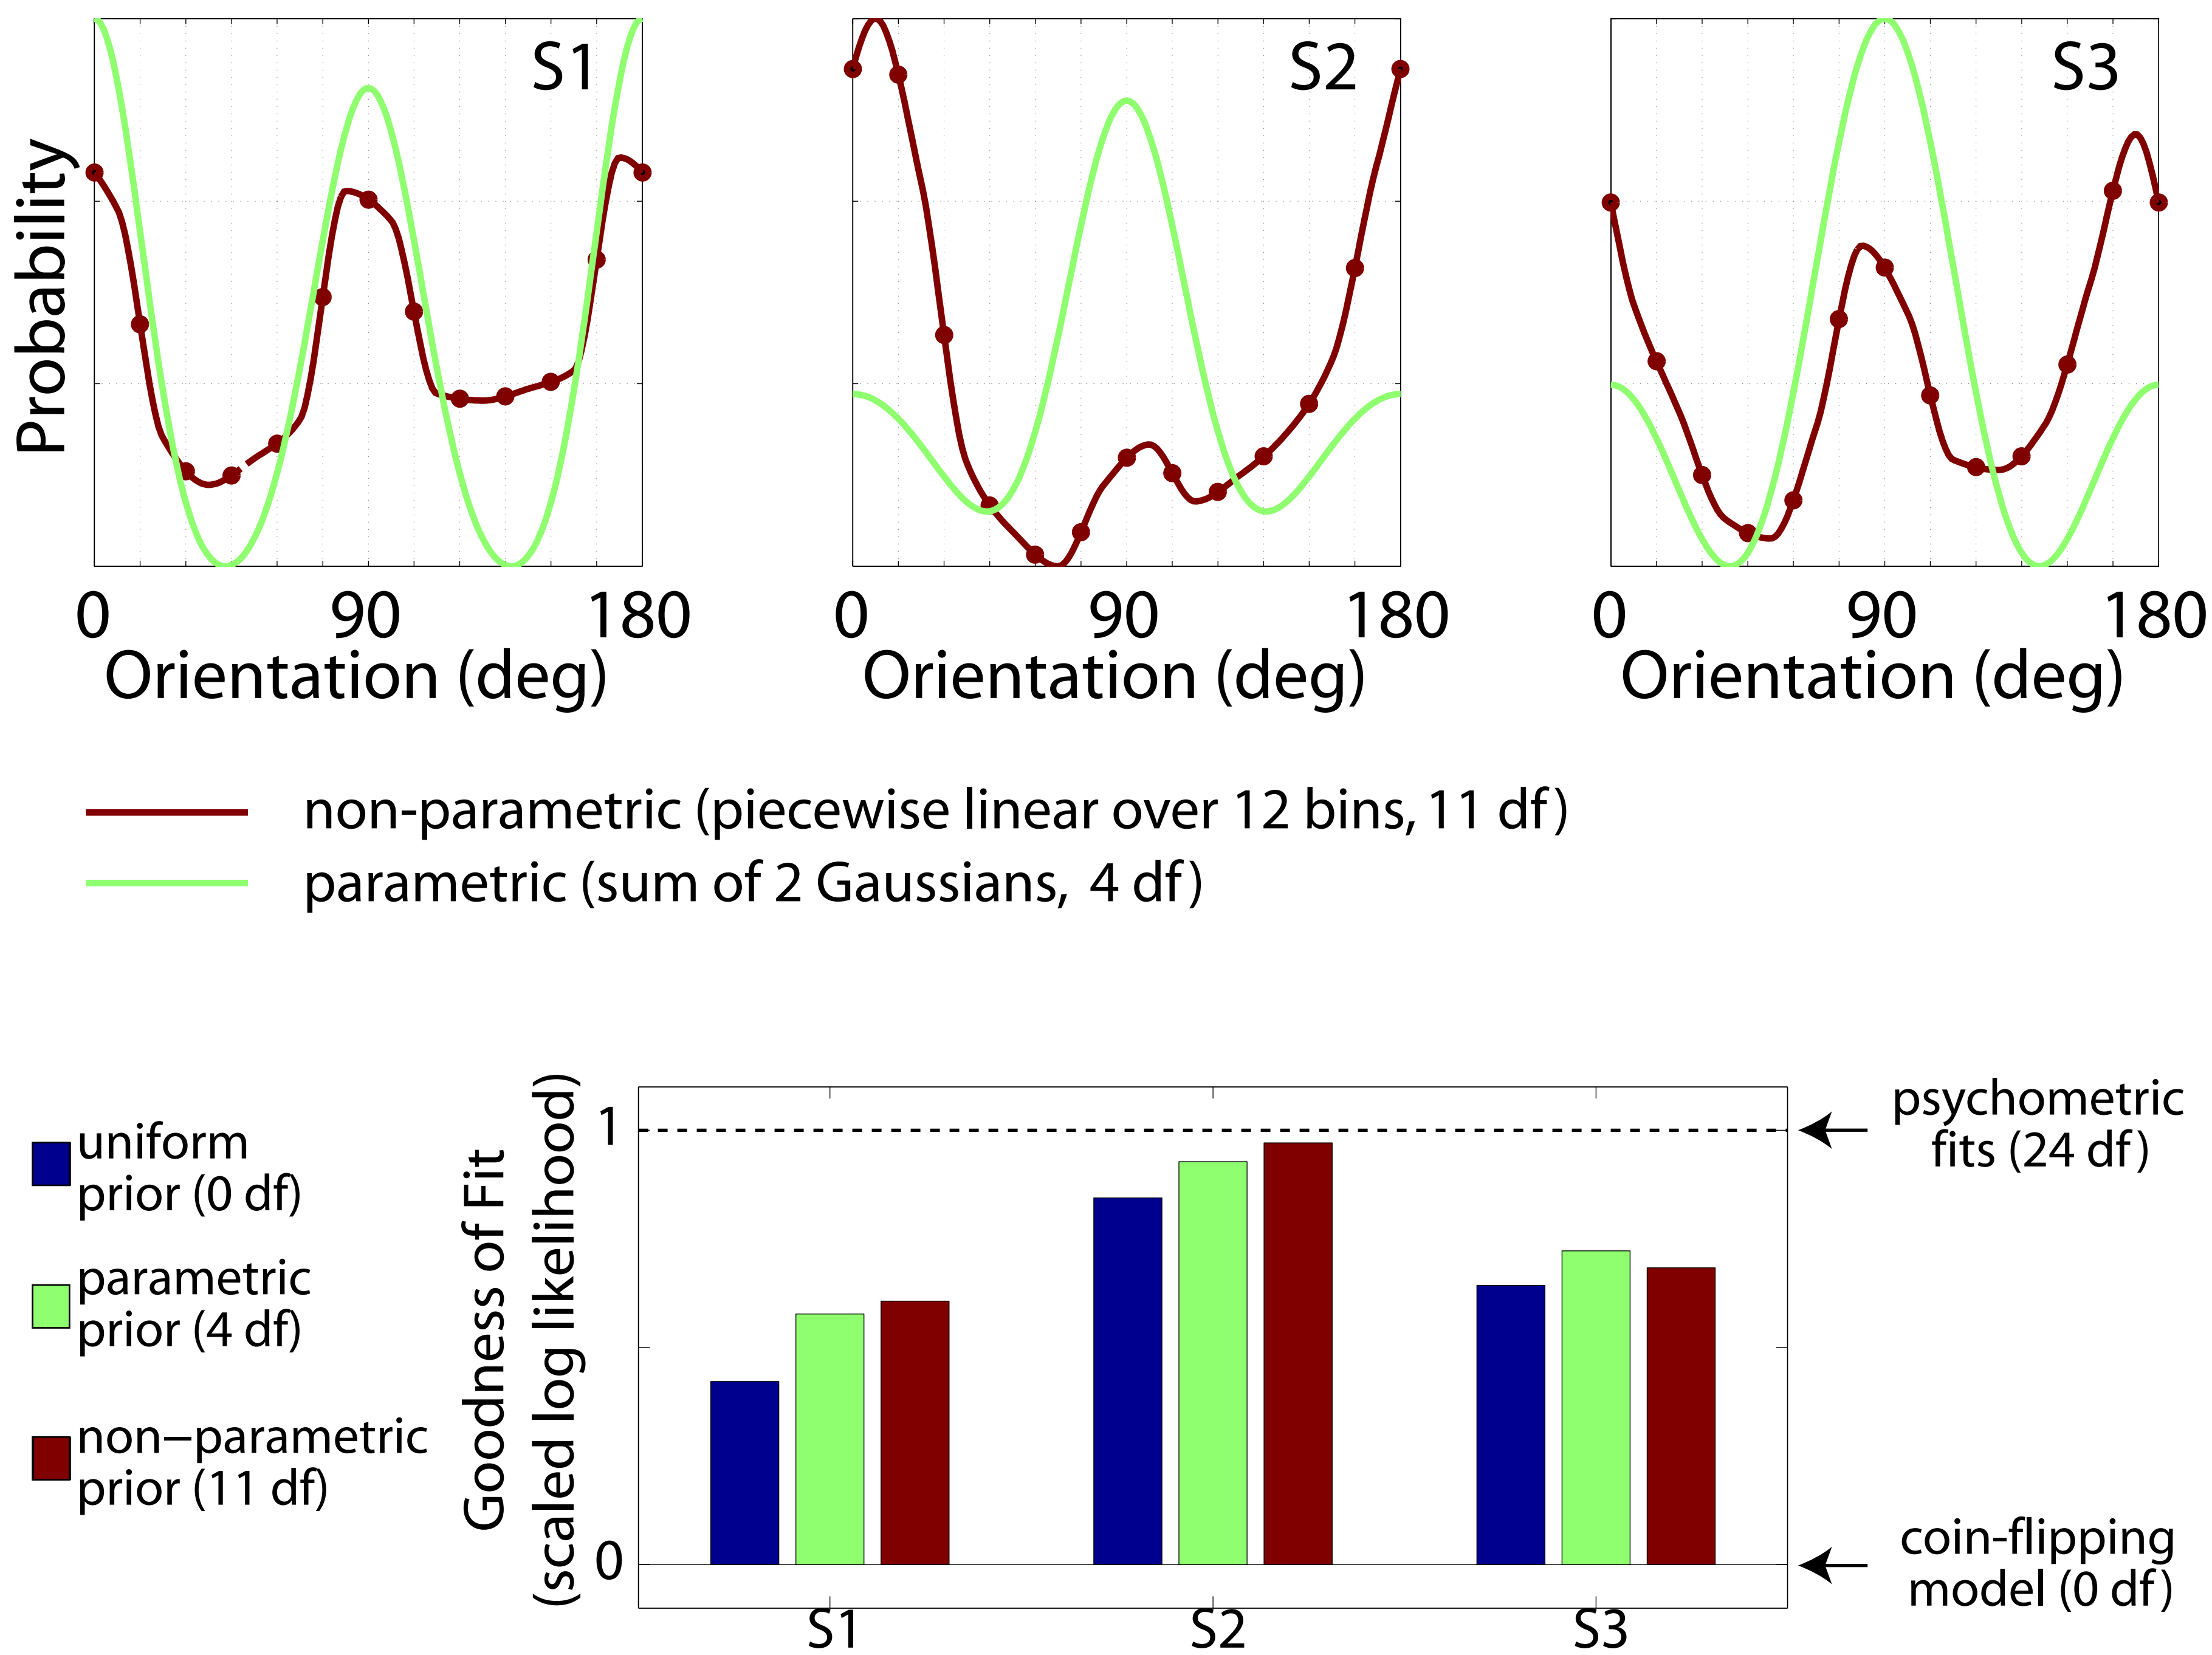 S1
S2
S3
Probability
0 90 180
0 90 180
0 90 180
Orientation (deg)
Orientation (deg)
Orientation (deg)
non-parametric (piecewise linear over 12 bins, 11 df)
parametric (sum of 2 Gaussians, 4 df)
uniform
prior (0 df)
parametric
prior (4 df)
non−parametric
prior (11 df)
Goodness of Fit
(scaled log likelihood)
1
0
S1
S2
S3
psychometric
fits (24 df)
coin-flipping
model (0 df)